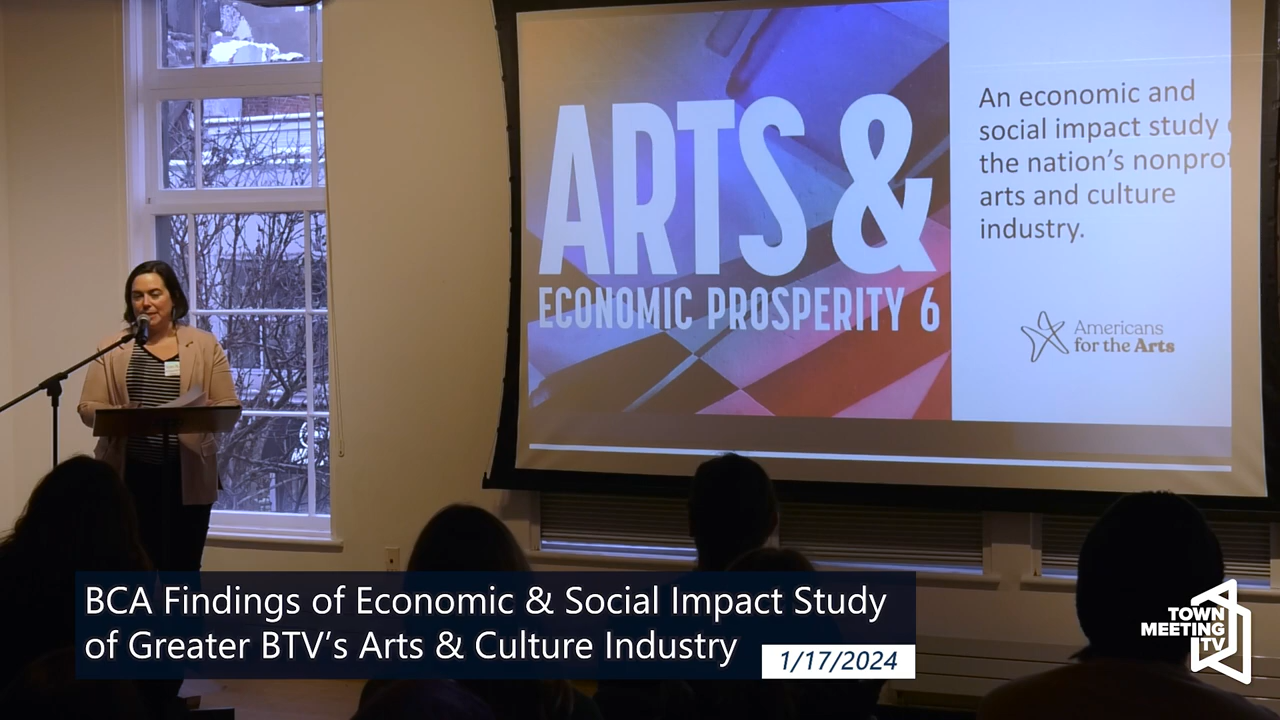 ARTS &
ECONOMIC PROSPERITY 6
An economic and
social impact study
the nation's
arts and culture
industry.
Americans
for the Arts
BCA Findings of Economic & Social Impact Study
of Greater BTV's Arts & Culture Industry
1/17/2024
TOWN
MEETING
TV